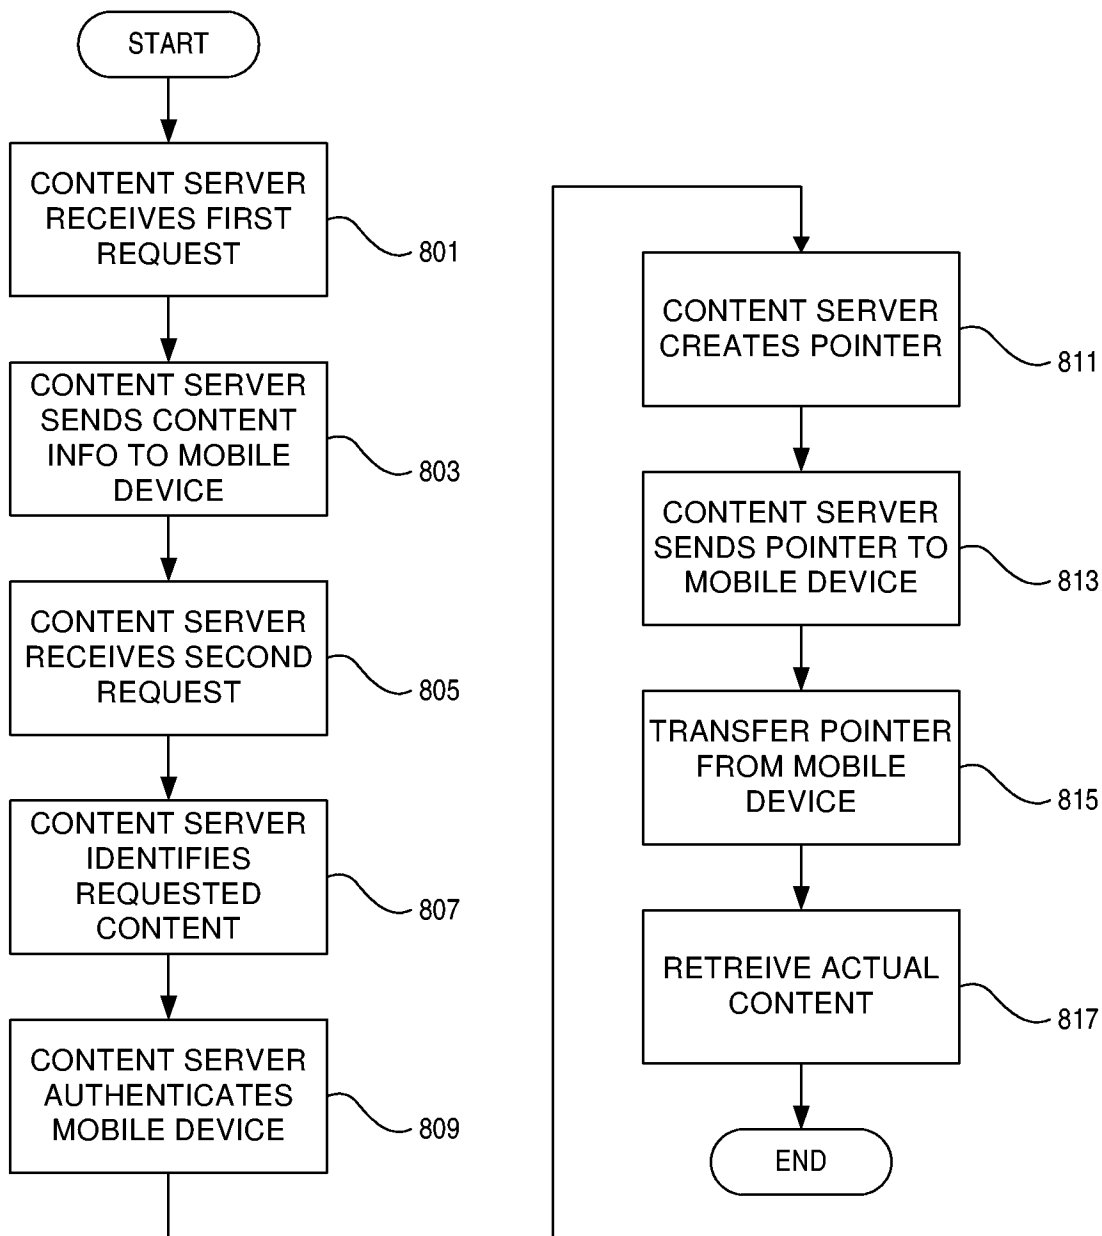 START
CONTENT SERVER
RECEIVES FIRST
REQUEST
801
CONTENT SERVER
SENDS CONTENT
INFO TO MOBILE
DEVICE
803
CONTENT SERVER
RECEIVES SECOND
REQUEST
805
CONTENT SERVER
IDENTIFIES
REQUESTED
CONTENT
807
CONTENT SERVER
AUTHENTICATES
MOBILE DEVICE
809
CONTENT SERVER
CREATES POINTER
811
CONTENT SERVER
SENDS POINTER TO
MOBILE DEVICE
813
TRANSFER POINTER
FROM MOBILE
DEVICE
815
RETREIVE ACTUAL
CONTENT
817
END